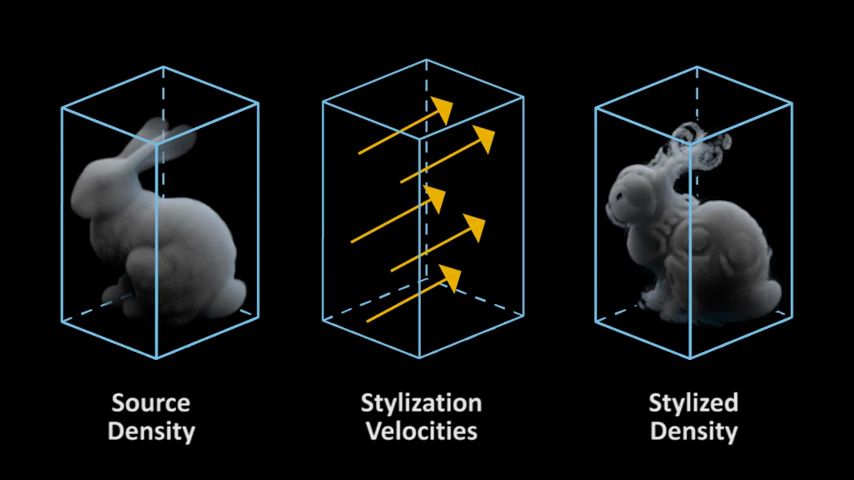 Source
Density
Stylization
Velocities
Stylized
Density